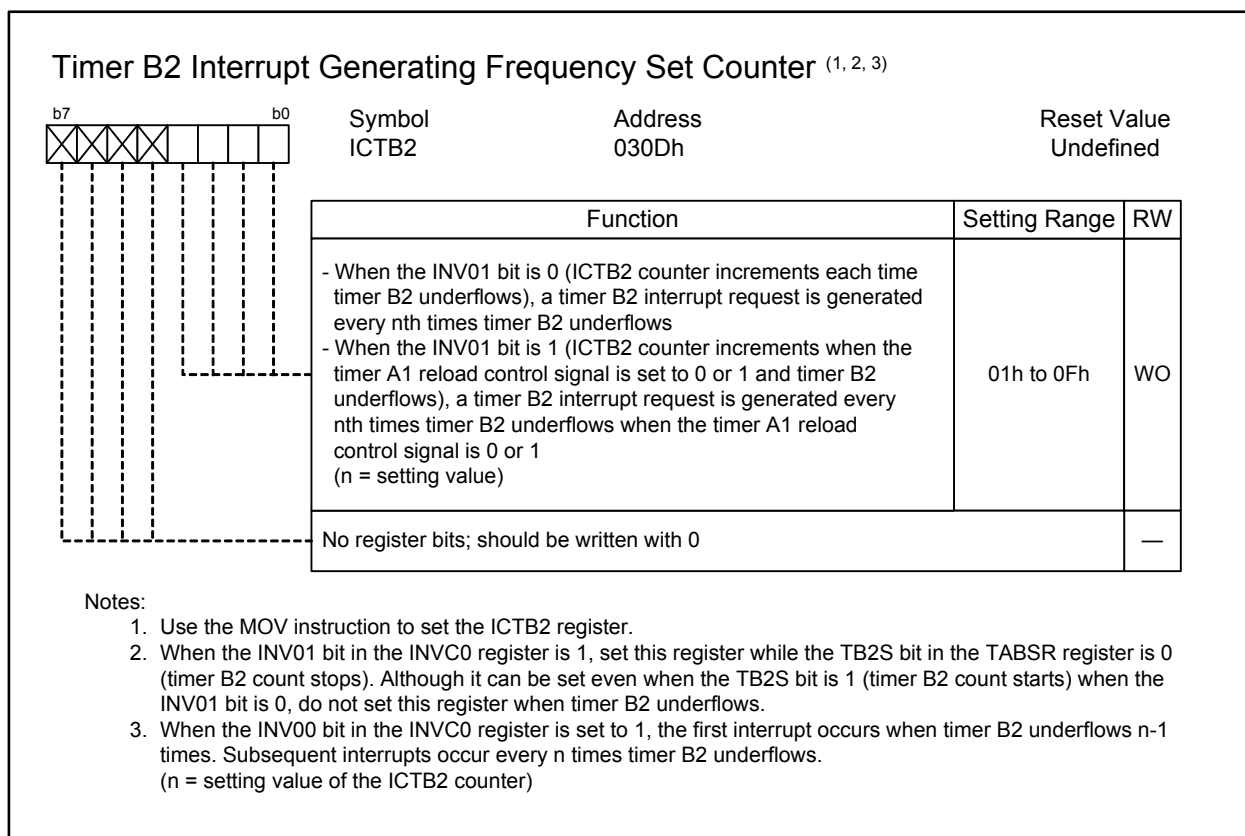 Timer B2 Interrupt Generating Frequency Set Counter (1, 2, 3)
b7 b0
Symbol Address Reset Value
ICTB2 030Dh Undefined
Function Setting Range RW
- When the INV01 bit is 0 (ICTB2 counter increments each time
timer B2 underflows), a timer B2 interrupt request is generated
every nth times timer B2 underflows
- When the INV01 bit is 1 (ICTB2 counter increments when the
timer A1 reload control signal is set to 0 or 1 and timer B2
underflows), a timer B2 interrupt request is generated every
nth times timer B2 underflows when the timer A1 reload
control signal is 0 or 1
(n = setting value)
01h to 0Fh WO
No register bits; should be written with 0 —
Notes:
1. Use the MOV instruction to set the ICTB2 register.
2. When the INV01 bit in the INVC0 register is 1, set this register while the TB2S bit in the TABSR register is 0
(timer B2 count stops). Although it can be set even when the TB2S bit is 1 (timer B2 count starts) when the
INV01 bit is 0, do not set this register when timer B2 underflows.
3. When the INV00 bit in the INVC0 register is set to 1, the first interrupt occurs when timer B2 underflows n-1
times. Subsequent interrupts occur every n times timer B2 underflows.
(n = setting value of the ICTB2 counter)